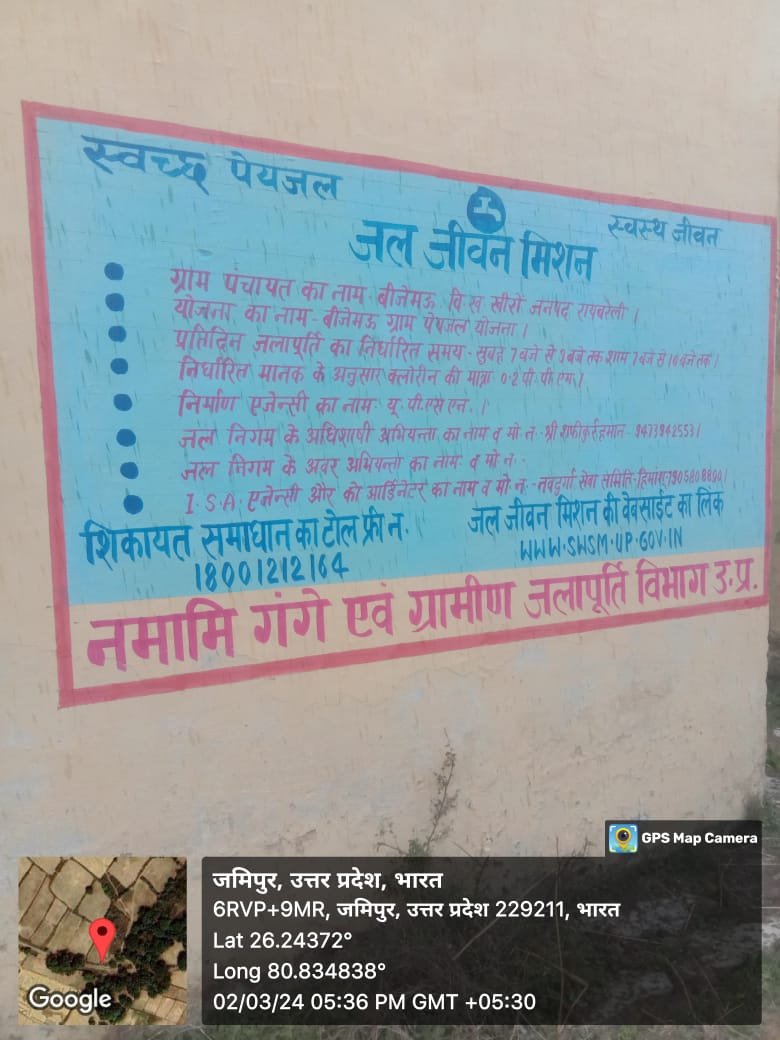 स्वच्छ पेयजल
स्वस्थ जीवन
जल जीवन मिशन
ग्राम पंचायत का नाम- बीजेमऊ वि.ख खीरों जनपद रायबरेली।
योजना का नाम- बीजेमऊ ग्राम पेयजल योजना।
प्रतिदिन जलापूर्ति का निर्धारित समय- सुबह 7 बजे से 9 बजे तक शाम 7 बजे से 10 बजे तक।
निर्धारित मानक के अनुसार क्लोरीन की मात्रा 0.2 पी.पी.एम.।
निर्माण एजेन्सी का नाम- यू.पी.एस.एन.।
जल निगम के अधिशाषी अभियन्ता का नाम व मो.न.- श्री शफीकुर्रहमान- 9473942553।
जल निगम के अवर अभियन्ता का नाम व मो.न.-
I.S.A. एजेन्सी और को आर्डिनेटर का नाम व मो.न.- नवदुर्गा सेवा समिति- हिमांशु-
शिकायत समाधान का टोल फ्री न.
18001212164
जल जीवन मिशन की वेबसाईट का लिंक
WWW.SWSM.UP.GOV.IN
नमामि गंगे एवं ग्रामीण जलापूर्ति विभाग उ.प्र.
GPS Map Camera
जमिपुर, उत्तर प्रदेश, भारत
6RVP+9MR, जमिपुर, उत्तर प्रदेश 229211, भारत
Lat 26.24372°
Long 80.834838°
02/03/24 05:36 PM GMT +05:30
Google